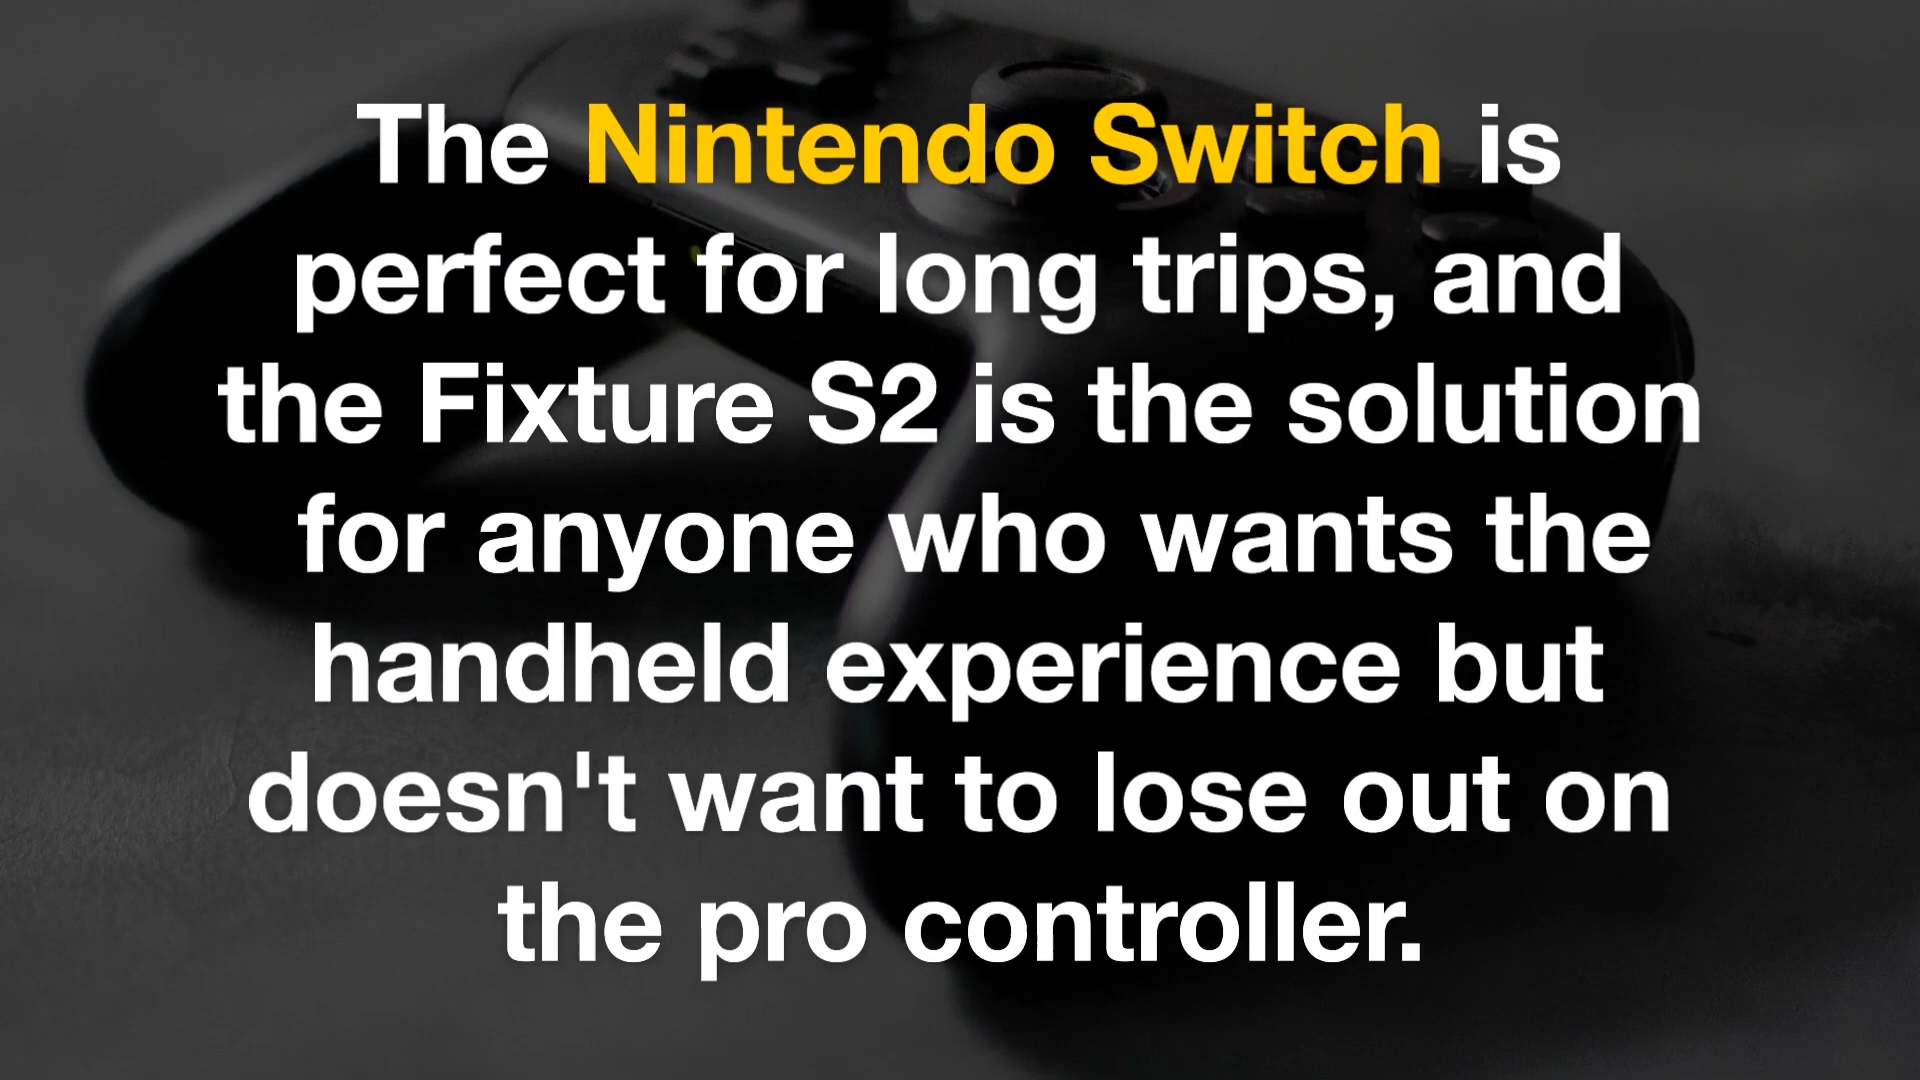 The Nintendo Switch is
perfect for long trips, and
the Fixture S2 is the solution
for anyone who wants the
handheld experience but
doesn't want to lose out on
the pro controller.